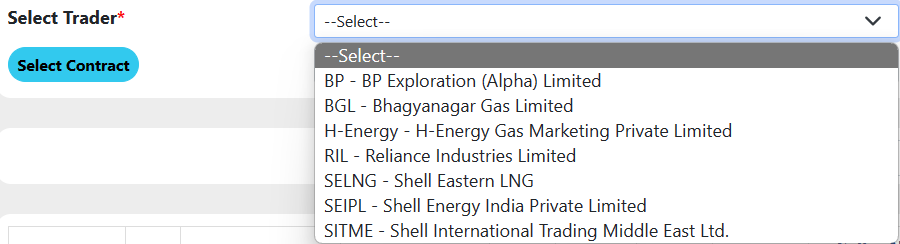 Select Trader*
--Select--
Select Contract
--Select--
BP - BP Exploration (Alpha) Limited
BGL - Bhagyanagar Gas Limited
H-Energy - H-Energy Gas Marketing Private Limited
RIL - Reliance Industries Limited
SELNG - Shell Eastern LNG
SEIPL - Shell Energy India Private Limited
SITME - Shell International Trading Middle East Ltd.